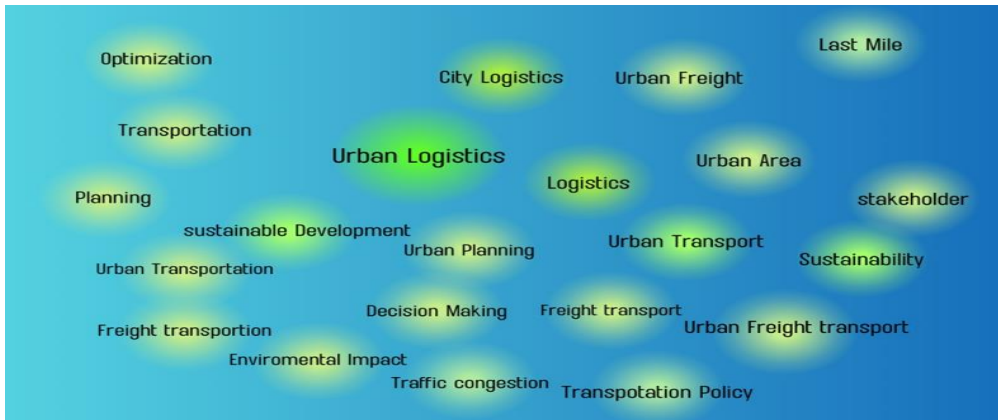 Last Mile
Optimization
City Logistics
Urban Freight
Transportation
Urban Logistics
Urban Area
Logistics
Planning
stakeholder
sustainable Development
Urban Planning
Urban Transport
Sustainability
Urban Transportation
Decision Making
Freight transport
Freight transportion
Urban Freight transport
Enviromental Impact
Traffic congestion
Transpotation Policy